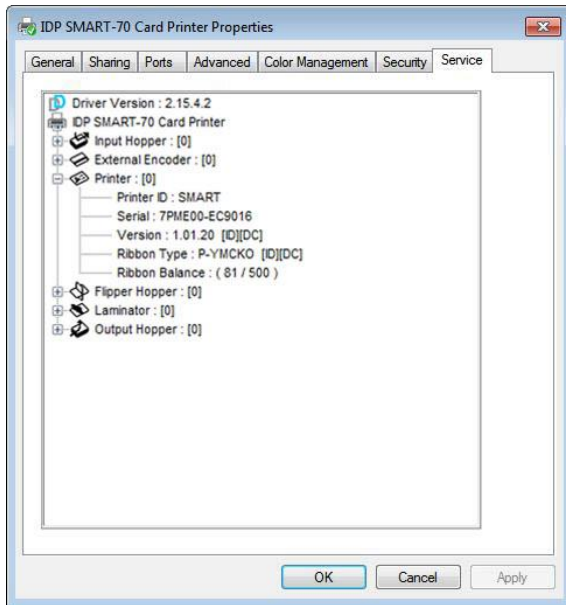 IDP SMART-70 Card Printer Properties
General Sharing Ports Advanced Color Management Security Service
Driver Version : 2.15.4.2
IDP SMART-70 Card Printer
Input Hopper : [0]
External Encoder : [0]
Printer : [0]
Printer ID : SMART
Serial : 7PME00-EC9016
Version : 1.01.20 [ID][DC]
Ribbon Type : P-YMCKO [ID][DC]
Ribbon Balance : ( 81 / 500 )
Flipper Hopper : [0]
Laminator : [0]
Output Hopper : [0]
OK Cancel Apply